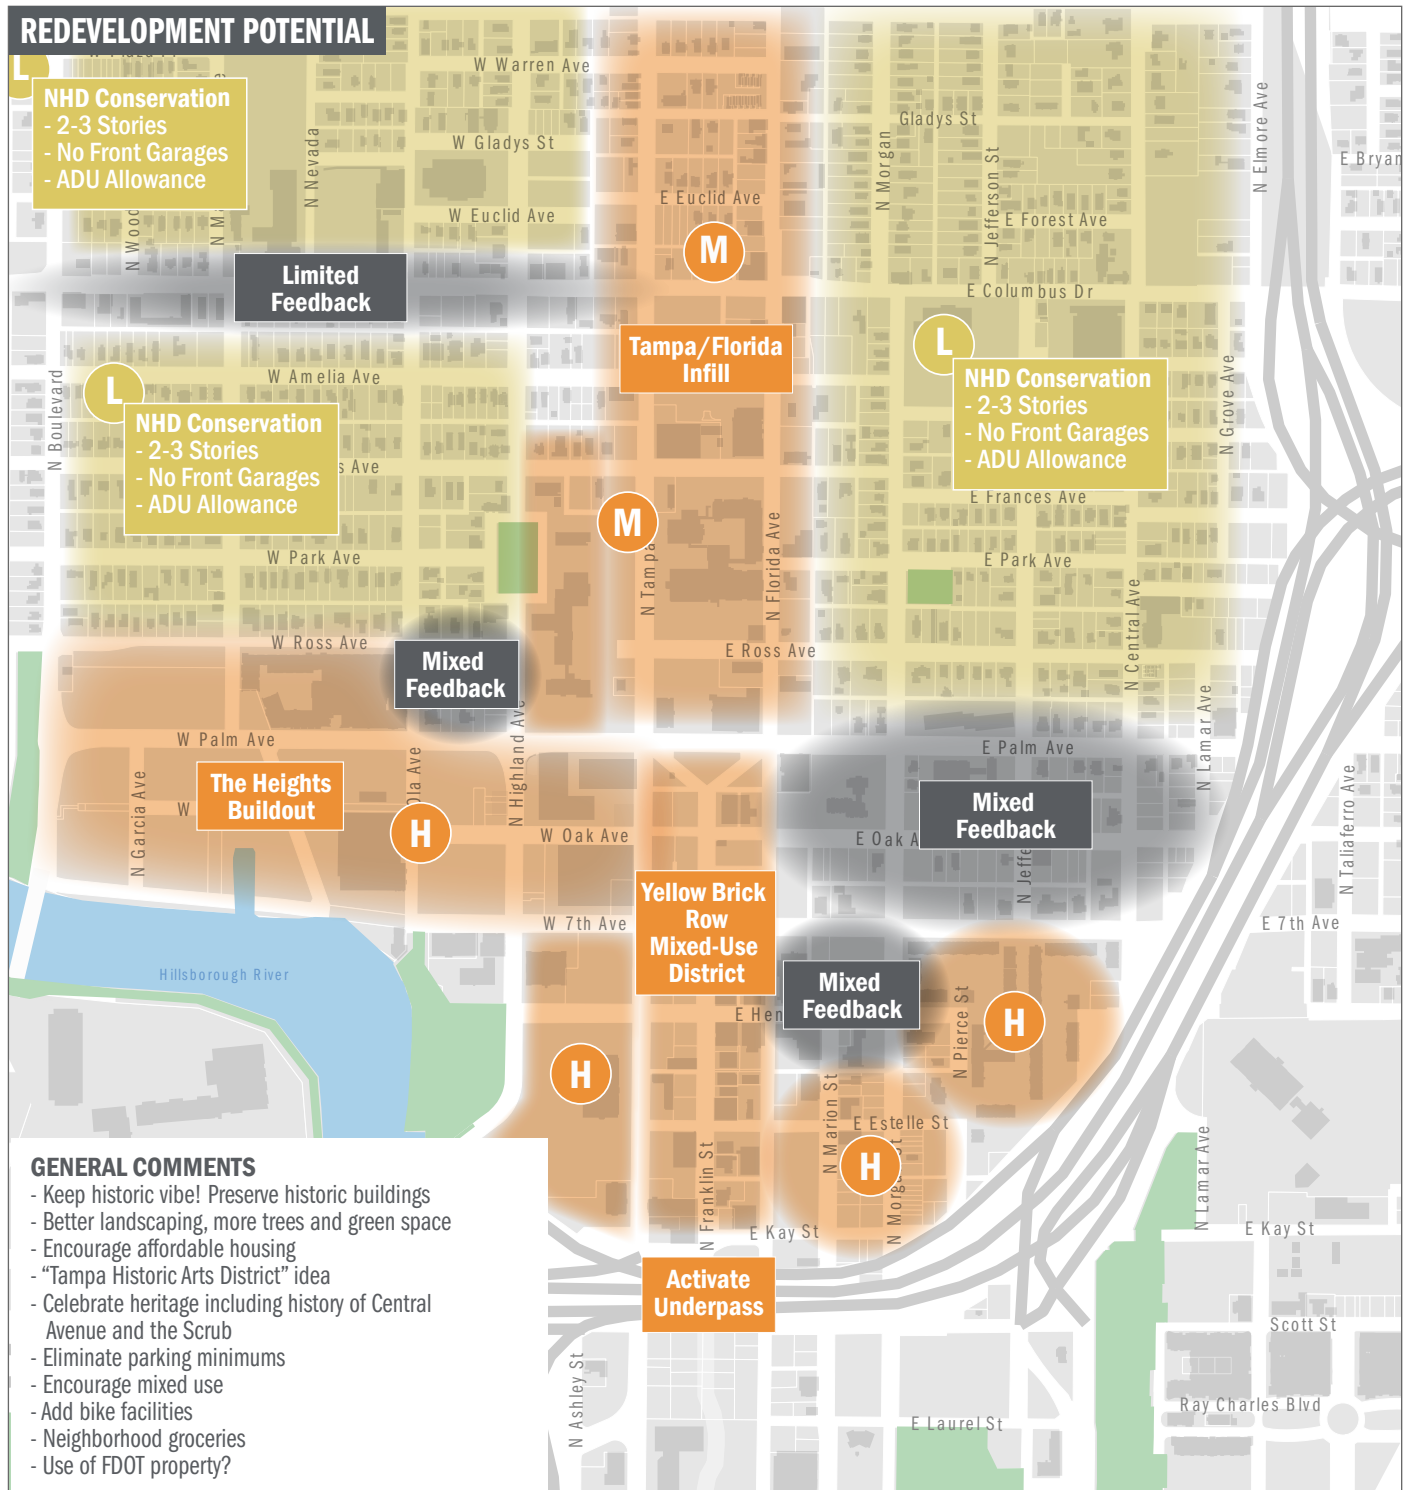 REDEVELOPMENT POTENTIAL
W Warren Ave
L
NHD Conservation
- 2-3 Stories
- No Front Garages
- ADU Allowance
N Nevada
W Gladys St
Gladys St
N Morgan
N Jefferson St
N Elmore Ave
E Bryan
E Euclid Ave
W Euclid Ave
E Forest Ave
N Wood
N M
M
Limited
Feedback
E Columbus Dr
Tampa/Florida
Infill
L
NHD Conservation
- 2-3 Stories
- No Front Garages
- ADU Allowance
N Grove Ave
W Amelia Ave
N Boulevard
L
NHD Conservation
- 2-3 Stories
- No Front Garages
- ADU Allowance
s Ave
E Frances Ave
M
N Tampa
N Florida Ave
W Park Ave
E Park Ave
N Central Ave
W Ross Ave
Mixed
Feedback
E Ross Ave
N Lamar Ave
W Palm Ave
E Palm Ave
The Heights
Buildout
W
N Garcia Ave
Ola Ave
H
N Highland Ave
W Oak Ave
E Oak A
Mixed
Feedback
N Jeffe
N Taliaferro Ave
Yellow Brick
Row
Mixed-Use
District
W 7th Ave
E 7th Ave
Hillsborough River
Mixed
Feedback
E Hen
N Pierce St
H
H
N Marion St
E Estelle St
H
N Morg
St
N Franklin St
E Kay St
N Lamar Ave
E Kay St
Activate
Underpass
Scott St
N Ashley St
Ray Charles Blvd
E Laurel St
GENERAL COMMENTS
- Keep historic vibe! Preserve historic buildings
- Better landscaping, more trees and green space
- Encourage affordable housing
- “Tampa Historic Arts District” idea
- Celebrate heritage including history of Central
Avenue and the Scrub
- Eliminate parking minimums
- Encourage mixed use
- Add bike facilities
- Neighborhood groceries
- Use of FDOT property?